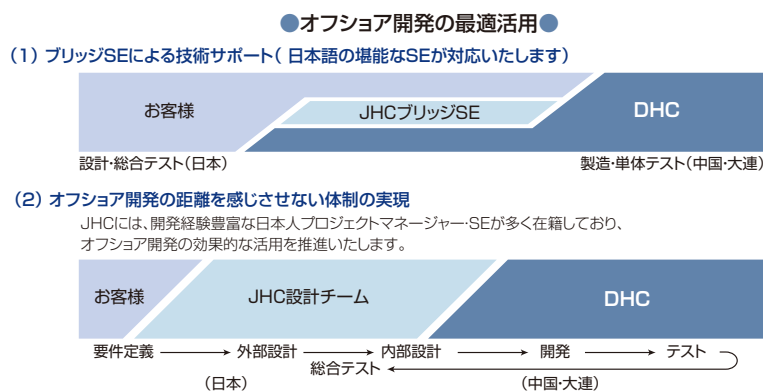 ●オフショア開発の最適活用●
(1) ブリッジSEによる技術サポート( 日本語の堪能なSEが対応いたします)
お客様
JHCブリッジSE
DHC
設計・総合テスト(日本)
製造・単体テスト(中国・大連)
(2) オフショア開発の距離を感じさせない体制の実現
JHCには、開発経験豊富な日本人プロジェクトマネージャー・SEが多く在籍しており、
オフショア開発の効果的な活用を推進いたします。
お客様
JHC設計チーム
DHC
要件定義
外部設計
内部設計
開発
テスト
総合テスト
(日本)
(中国・大連)